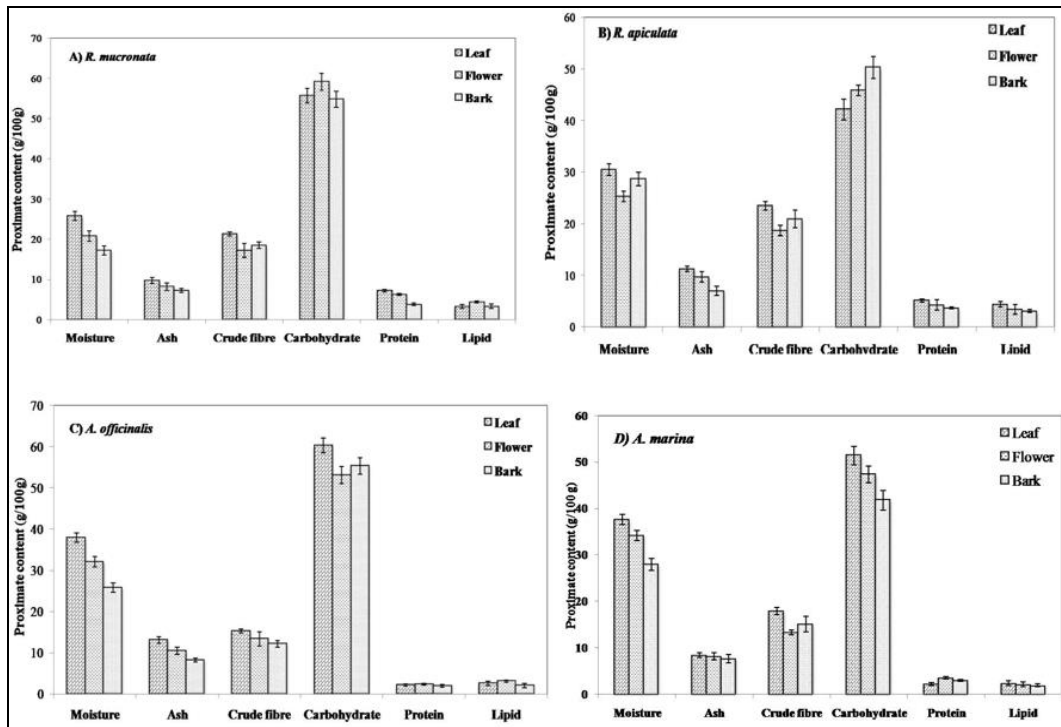 A) R. mucronata
Leaf
Flower
Bark
Proximate content (g/100g)
70
60
50
40
30
20
10
0
Moisture Ash Crude fibre Carbohydrate Protein Lipid
B) R. apiculata
Leaf
Flower
Bark
Proximate content (g/100g)
60
50
40
30
20
10
0
Moisture Ash Crude fibre Carbohydrate Protein Lipid
C) A. officinalis
Leaf
Flower
Bark
Proximate content (g/100g)
70
60
50
40
30
20
10
0
Moisture Ash Crude fibre Carbohydrate Protein Lipid
D) A. marina
Leaf
Flower
Bark
Proximate content (g/100 g)
60
50
40
30
20
10
0
Moisture Ash Crude fibre Carbohydrate Protein Lipid